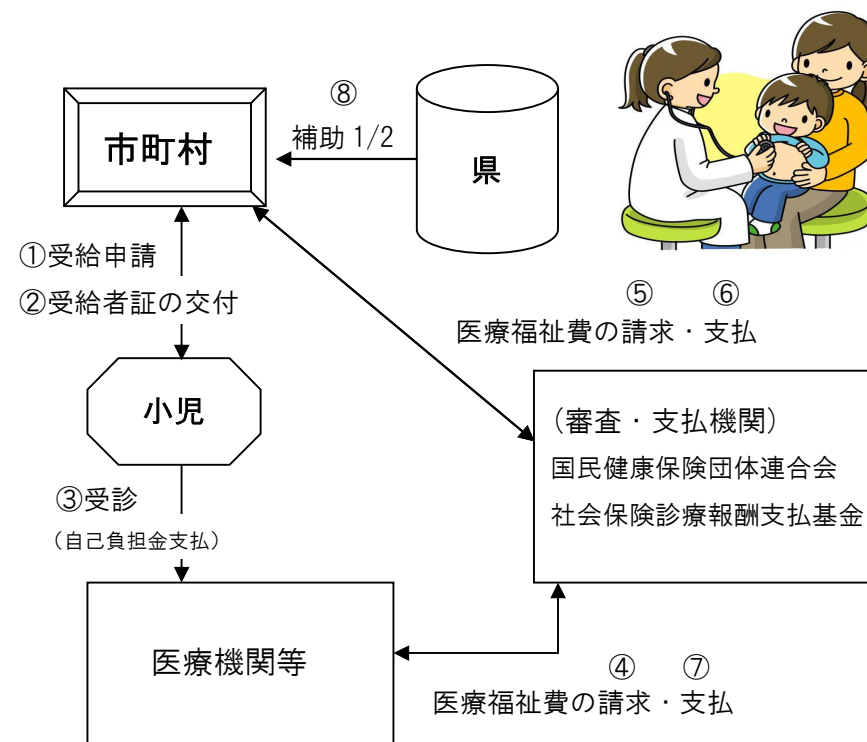 ⑧
市町村
補助 1/2
県
①受給申請
②受給者証の交付
⑤ ⑥
医療福祉費の請求・支払
小児
(審査・支払機関)
国民健康保険団体連合会
社会保険診療報酬支払基金
③受診
(自己負担金支払)
医療機関等
④ ⑦
医療福祉費の請求・支払